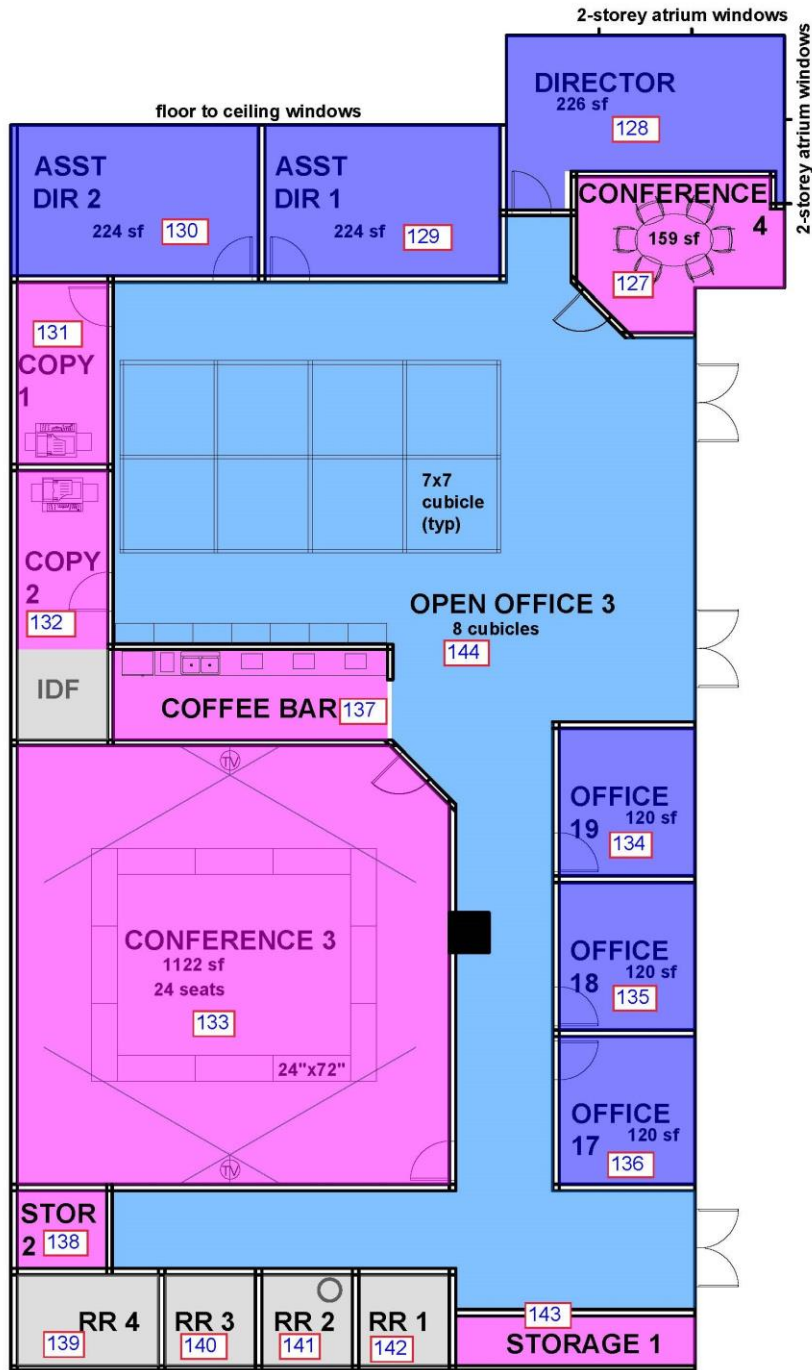 2-storey atrium windows
2-storey atrium windows
DIRECTOR
226 sf
128
floor to ceiling windows
ASST
DIR 2
224 sf 130
ASST
DIR 1
224 sf 129
CONFERENCE
4
159 sf
127
131
COPY
1
7x7
cubicle
(typ)
COPY
2
132
OPEN OFFICE 3
8 cubicles
144
IDF
COFFEE BAR 137
TV
OFFICE
19 120 sf
134
CONFERENCE 3
1122 sf
24 seats
133
24"x72"
OFFICE
18 120 sf
135
OFFICE
17 120 sf
136
TV
STOR
2 138
RR 4
139
RR 3
140
RR 2
141
RR 1
142
143
STORAGE 1